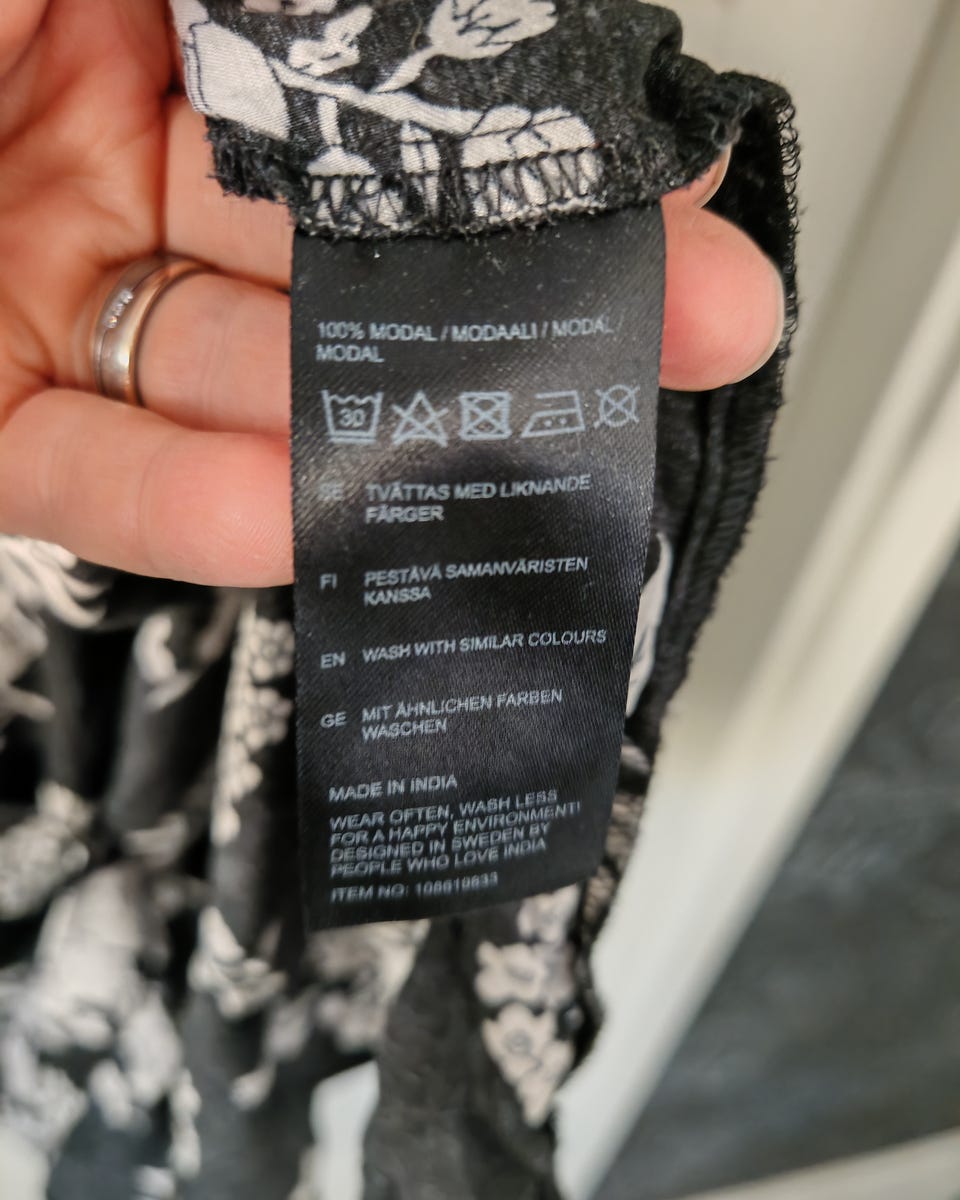 100% MODAL / MODAALI / MODAL /
MODAL
30
SE TVÄTTAS MED LIKNANDE
FÄRGER
FI PESTÄVÄ SAMANVÄRISTEN
KANSSA
EN WASH WITH SIMILAR COLOURS
GE MIT ÄHNLICHEN FARBEN
WASCHEN
MADE IN INDIA
WEAR OFTEN, WASH LESS
FOR A HAPPY ENVIRONMENT!
DESIGNED IN SWEDEN BY
PEOPLE WHO LOVE INDIA
ITEM NO: